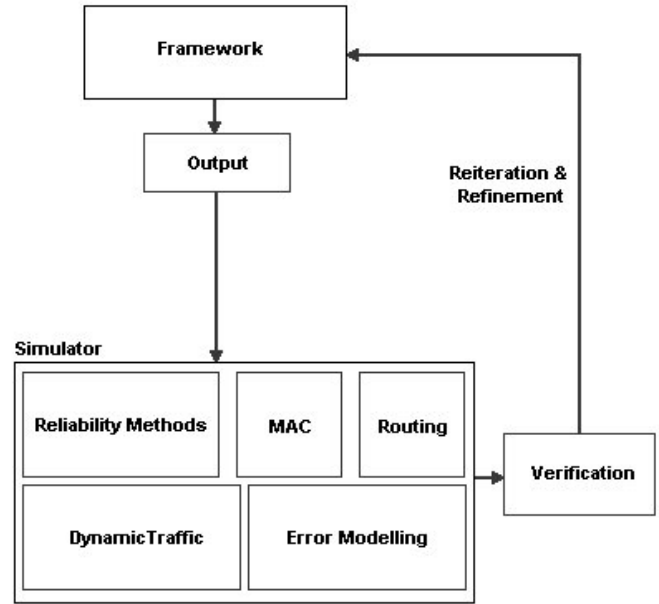 Framework
Output
Reiteration &
Refinement
Simulator
Reliability Methods
MAC
Routing
Verification
DynamicTraffic
Error Modelling